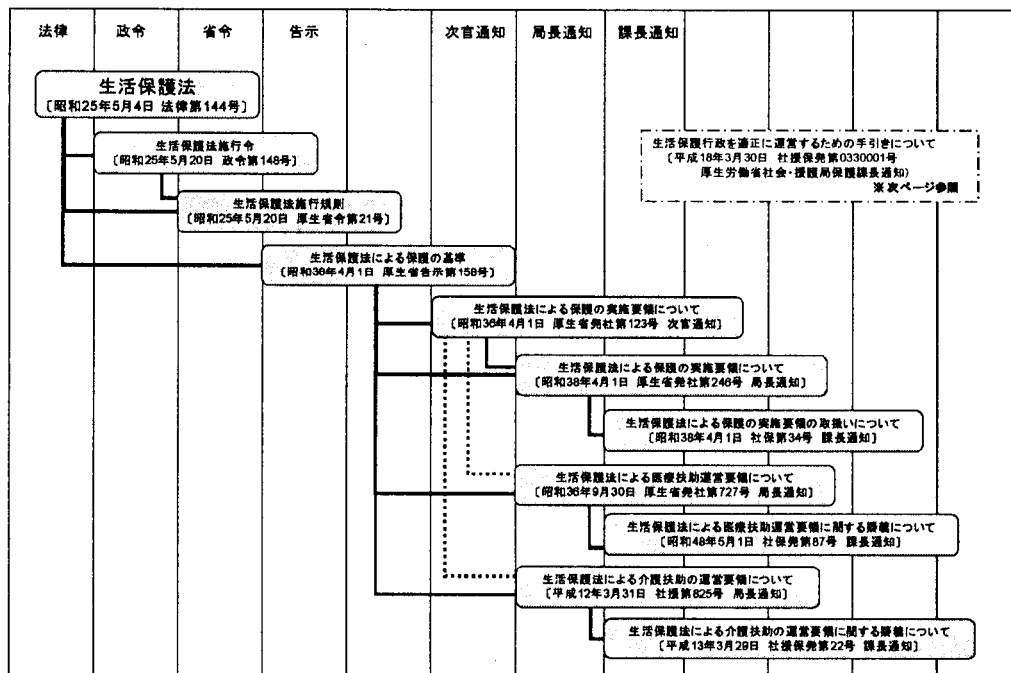 法律 政令 省令 告示 次官通知 局長通知 課長通知
生活保護法
〔昭和25年5月4日 法律第144号〕
生活保護法施行令
〔昭和25年5月20日 政令第148号〕
生活保護行政を適正に運営するための手引きについて
〔平成18年3月30日 社援保発第0330001号
厚生労働省社会・援護局保護課長通知〕
※次ページ参照
生活保護法施行規則
〔昭和25年5月20日 厚生省令第21号〕
生活保護法による保護の基準
〔昭和38年4月1日 厚生省告示第158号〕
生活保護法による保護の実施要領について
〔昭和36年4月1日 厚生省発社第123号 次官通知〕
生活保護法による保護の実施要領について
〔昭和38年4月1日 厚生省発社第246号 局長通知〕
生活保護法による保護の実施要領の取扱いについて
〔昭和38年4月1日 社保第34号 課長通知〕
生活保護法による医療扶助運営要領について
〔昭和36年9月30日 厚生省発社第727号 局長通知〕
生活保護法による医療扶助運営要領に関する疑義について
〔昭和48年5月1日 社保発第87号 課長通知〕
生活保護法による介護扶助の運営要領について
〔平成12年3月31日 社援第825号 局長通知〕
生活保護法による介護扶助の運営要領に関する疑義について
〔平成13年3月29日 社援保発第22号 課長通知〕